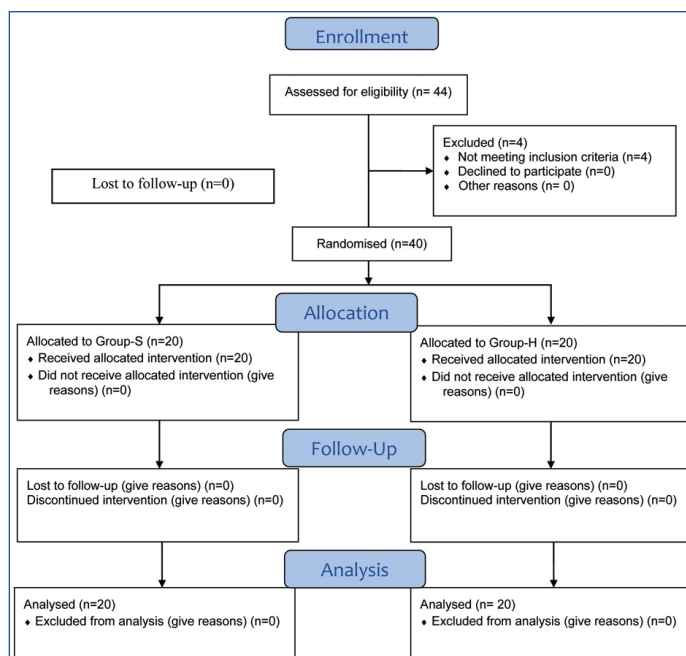 Enrollment
Assessed for eligibility (n= 44)
Excluded (n=4)
♦ Not meeting inclusion criteria (n=4)
♦ Declined to participate (n=0)
♦ Other reasons (n= 0)
Lost to follow-up (n=0)
Randomised (n=40)
Allocation
Allocated to Group-S (n=20)
♦ Received allocated intervention (n=20)
♦ Did not receive allocated intervention (give
reasons) (n=0)
Allocated to Group-H (n=20)
♦ Received allocated intervention (n=20)
♦ Did not receive allocated intervention (give
reasons) (n=0)
Follow-Up
Lost to follow-up (give reasons) (n=0)
Discontinued intervention (give reasons) (n=0)
Lost to follow-up (give reasons) (n=0)
Discontinued intervention (give reasons) (n=0)
Analysis
Analysed (n=20)
♦ Excluded from analysis (give reasons) (n=0)
Analysed (n= 20)
♦ Excluded from analysis (give reasons) (n=0)